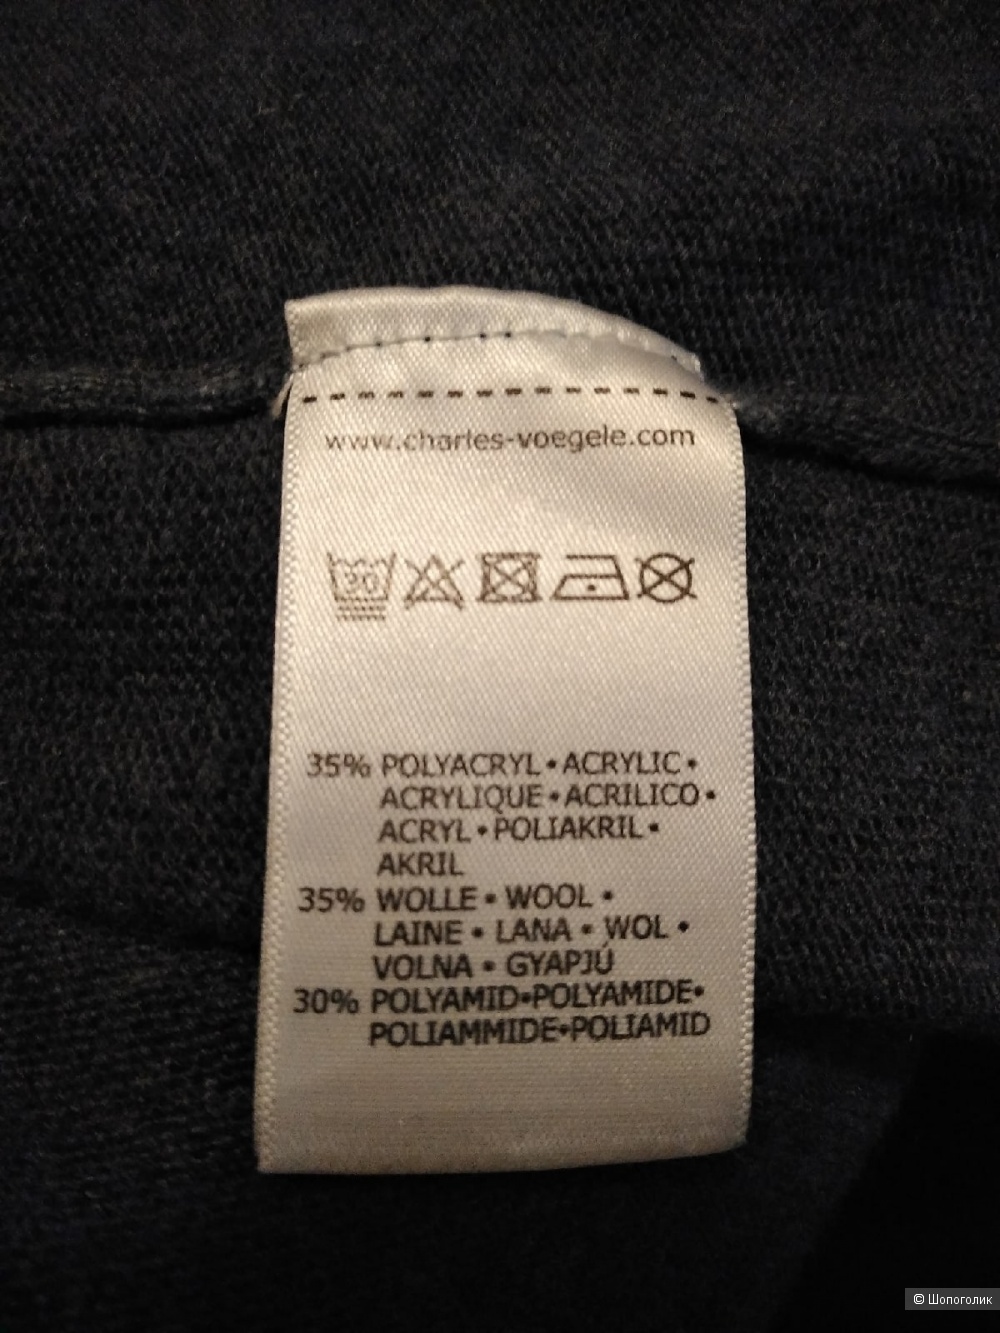 www.charles-voegele.com
30
35% POLYACRYL • ACRYLIC •
ACRYLIQUE • ACRILICO •
ACRYL • POLIAKRIL •
AKRIL
35% WOLLE • WOOL •
LAINE • LANA • WOL •
VOLNA • GYAPJÚ
30% POLYAMID•POLYAMIDE•
POLIAMMIDE•POLIAMID
© Шопоголик